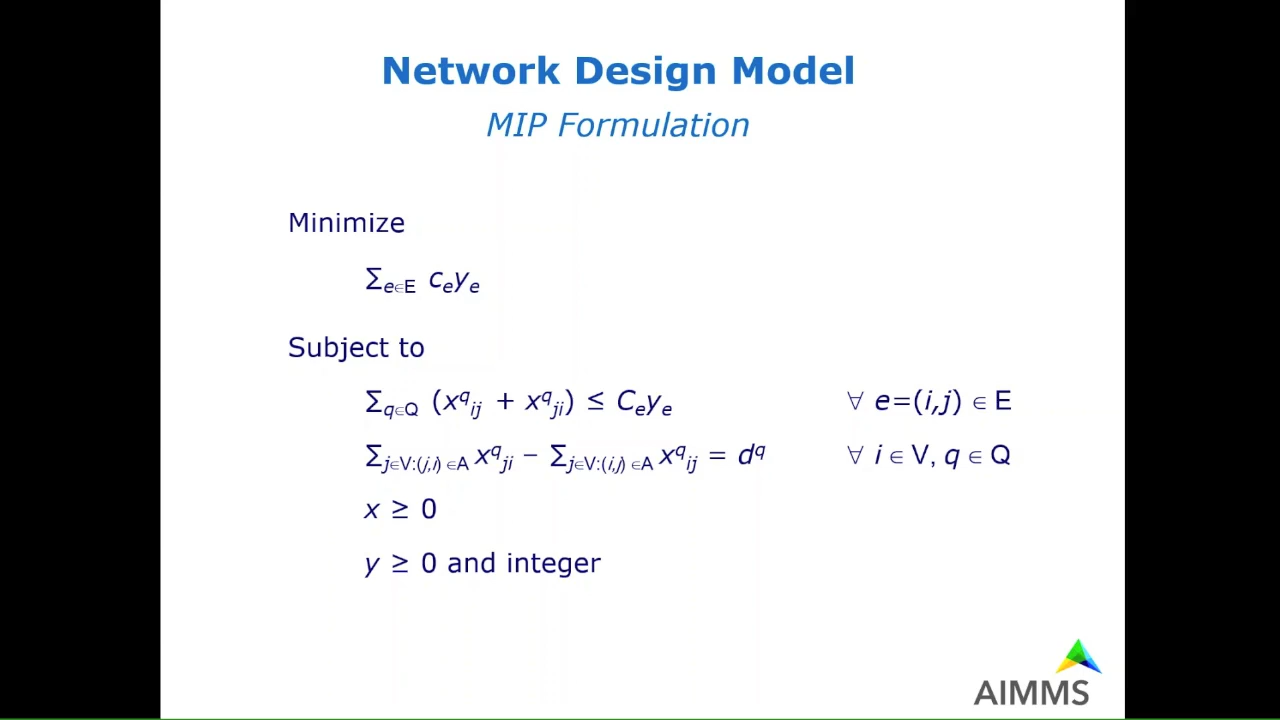 Network Design Model
MIP Formulation
Minimize
Σe∈E ceye
Subject to
Σq∈Q (xqij + xqji) ≤ Ceye ∀ e=(i,j) ∈ E
Σj∈V:(j,i) ∈A xqji − Σj∈V:(i,j) ∈A xqij = dq ∀ i ∈ V, q ∈ Q
x ≥ 0
y ≥ 0 and integer
AIMMS